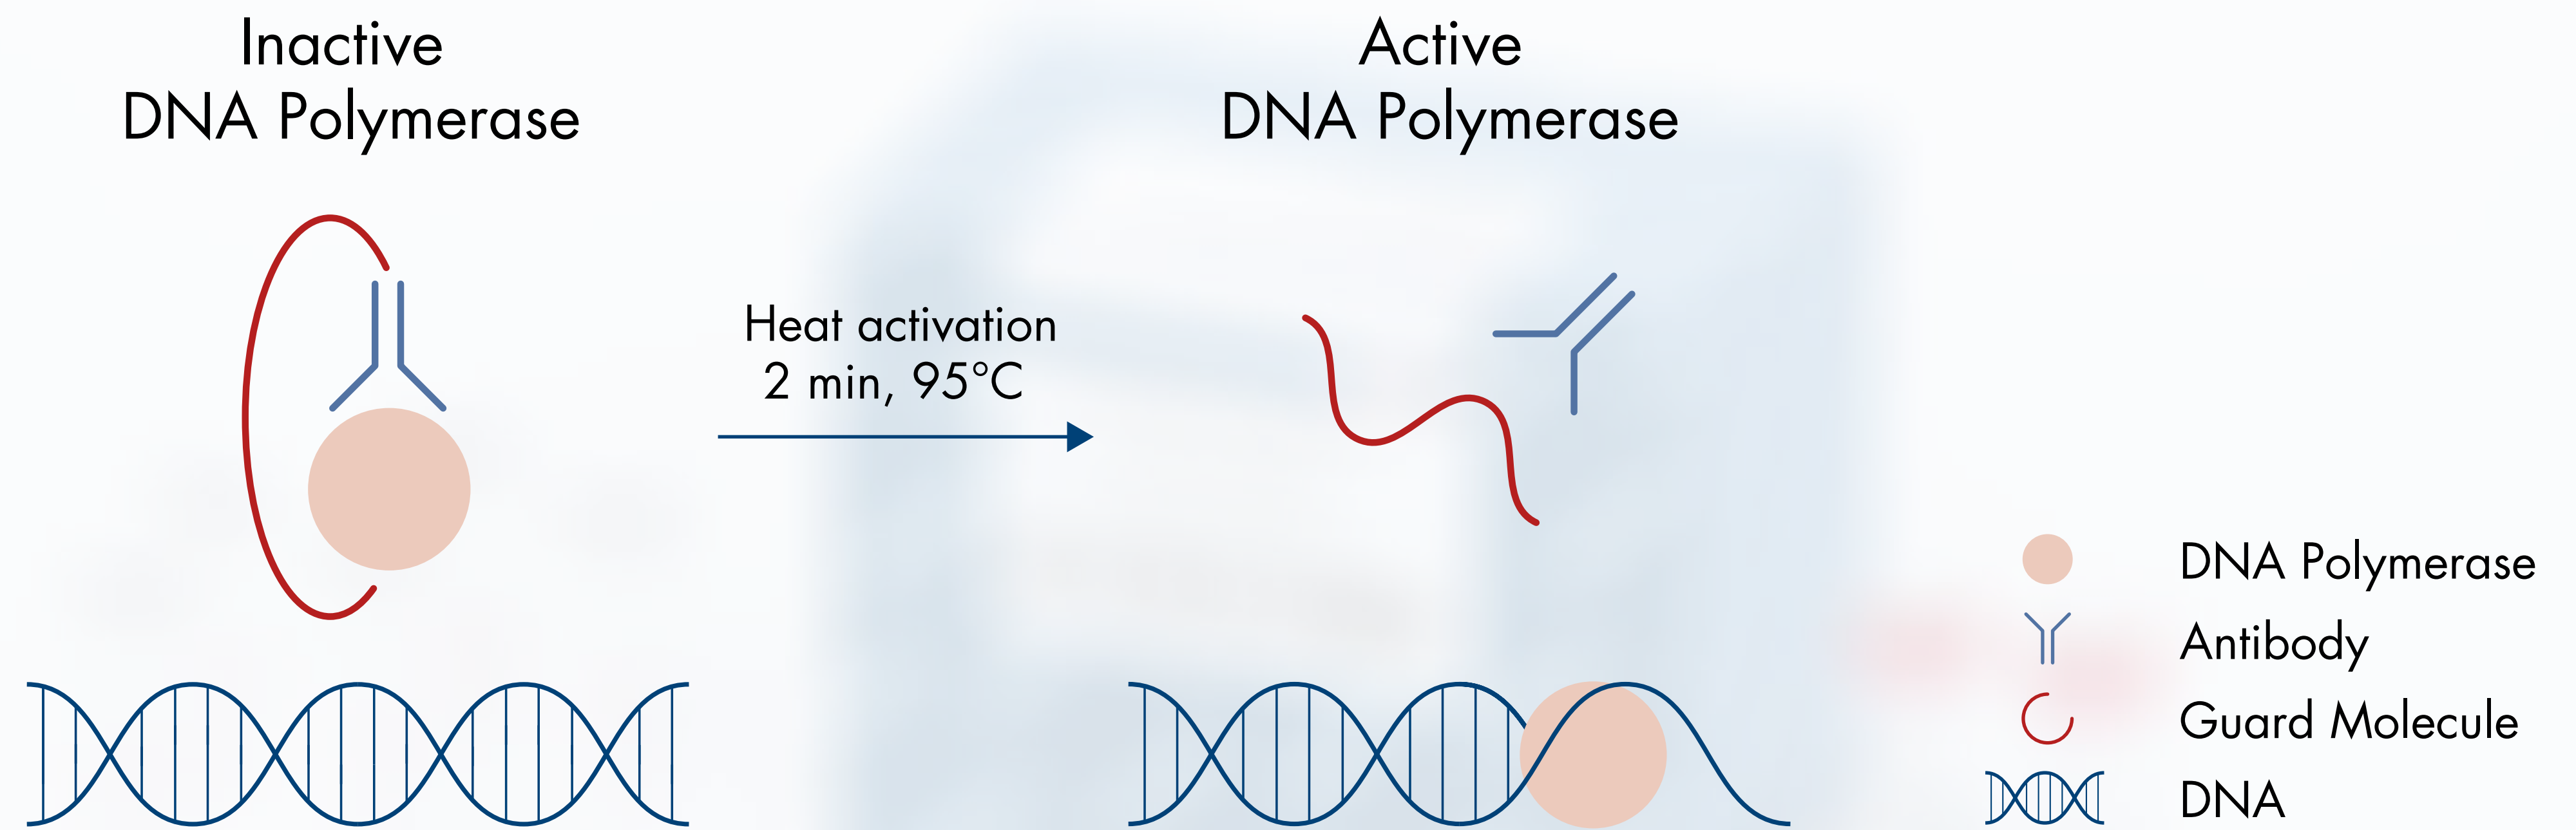 Inactive
DNA Polymerase
Active
DNA Polymerase
Heat activation
2 min, 95°C
DNA Polymerase
Antibody
Guard Molecule
DNA